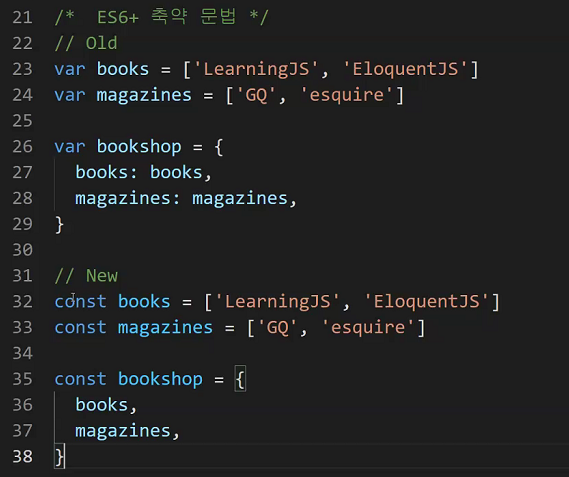 21 /*  ES6+ 축약 문법 */
22 // Old
23 var books = ['LearningJS', 'EloquentJS']
24 var magazines = ['GQ', 'esquire']
25
26 var bookshop = {
27   books: books,
28   magazines: magazines,
29 }
30
31 // New
32 const books = ['LearningJS', 'EloquentJS']
33 const magazines = ['GQ', 'esquire']
34
35 const bookshop = {
36   books,
37   magazines,
38 }